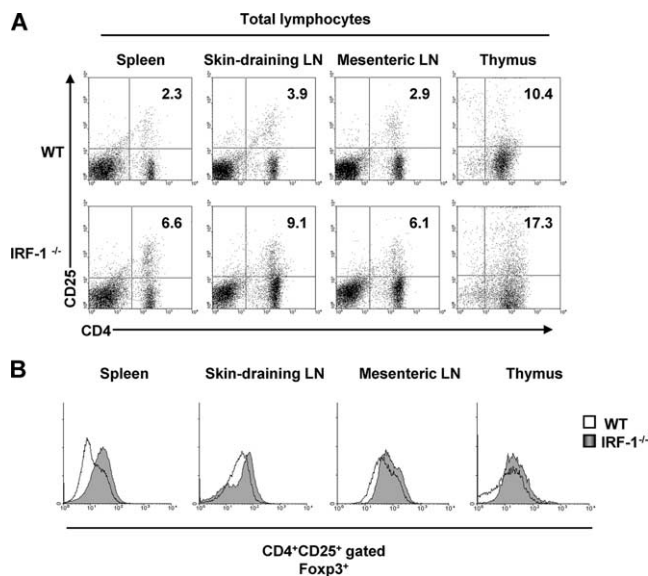 A
Total lymphocytes
Spleen Skin-draining LN Mesenteric LN Thymus
WT
2.3 3.9 2.9 10.4
IRF-1 -/-
6.6 9.1 6.1 17.3
CD25
CD4
B
Spleen Skin-draining LN Mesenteric LN Thymus
WT
IRF-1-/-
CD4+CD25+ gated
Foxp3+